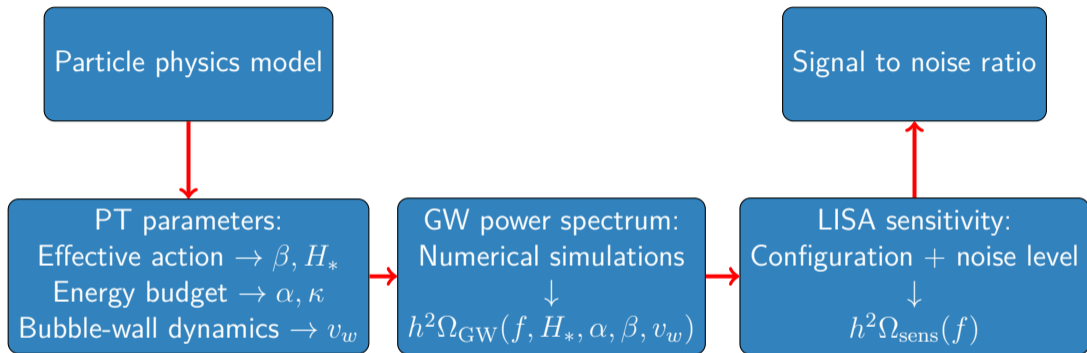 Particle physics model
Signal to noise ratio
PT parameters:
Effective action → β, H∗
Energy budget → α, κ
Bubble-wall dynamics → v_w
GW power spectrum:
Numerical simulations
↓
h²Ω_GW(f, H∗, α, β, v_w)
LISA sensitivity:
Configuration + noise level
↓
h²Ω_sens(f)